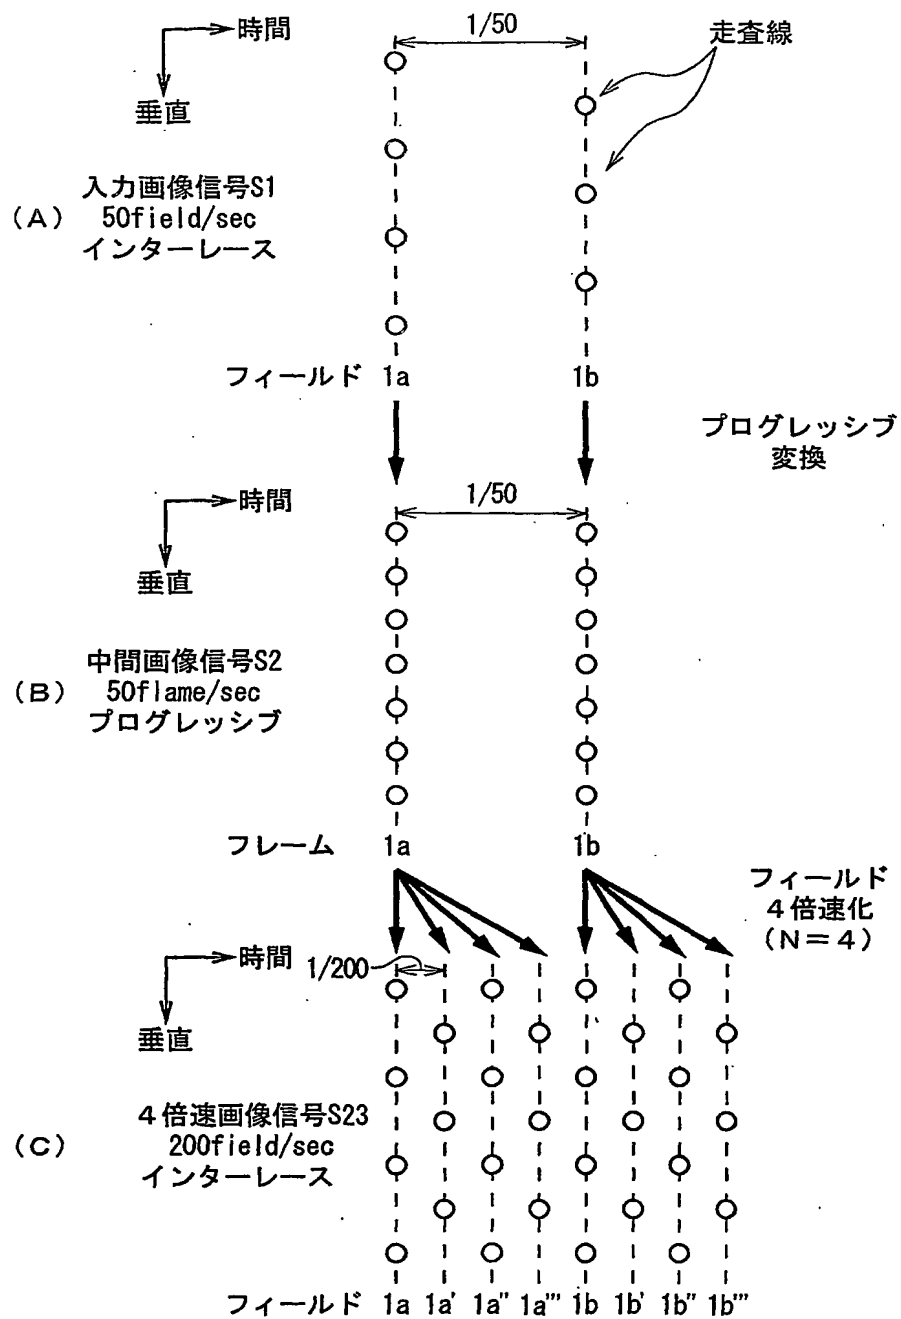 時間
1/50
走査線
垂直
入力画像信号S1
(A) 50field/sec
インターレース
フィールド 1a 1b
プログレッシブ
変換
時間
1/50
垂直
中間画像信号S2
(B) 50flame/sec
プログレッシブ
フレーム 1a 1b
フィールド
4倍速化
(N=4)
時間
1/200
垂直
4倍速画像信号S23
(C) 200field/sec
インターレース
フィールド 1a 1a' 1a'' 1a''' 1b 1b' 1b'' 1b'''